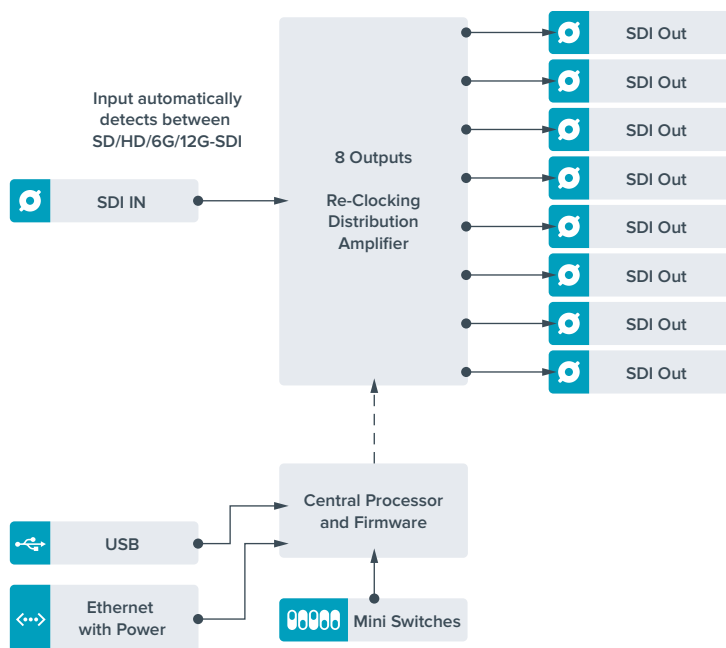 Input automatically
detects between
SD/HD/6G/12G-SDI
SDI IN
8 Outputs
Re-Clocking
Distribution
Amplifier
SDI Out
SDI Out
SDI Out
SDI Out
SDI Out
SDI Out
SDI Out
SDI Out
Central Processor
and Firmware
USB
Ethernet
with Power
Mini Switches